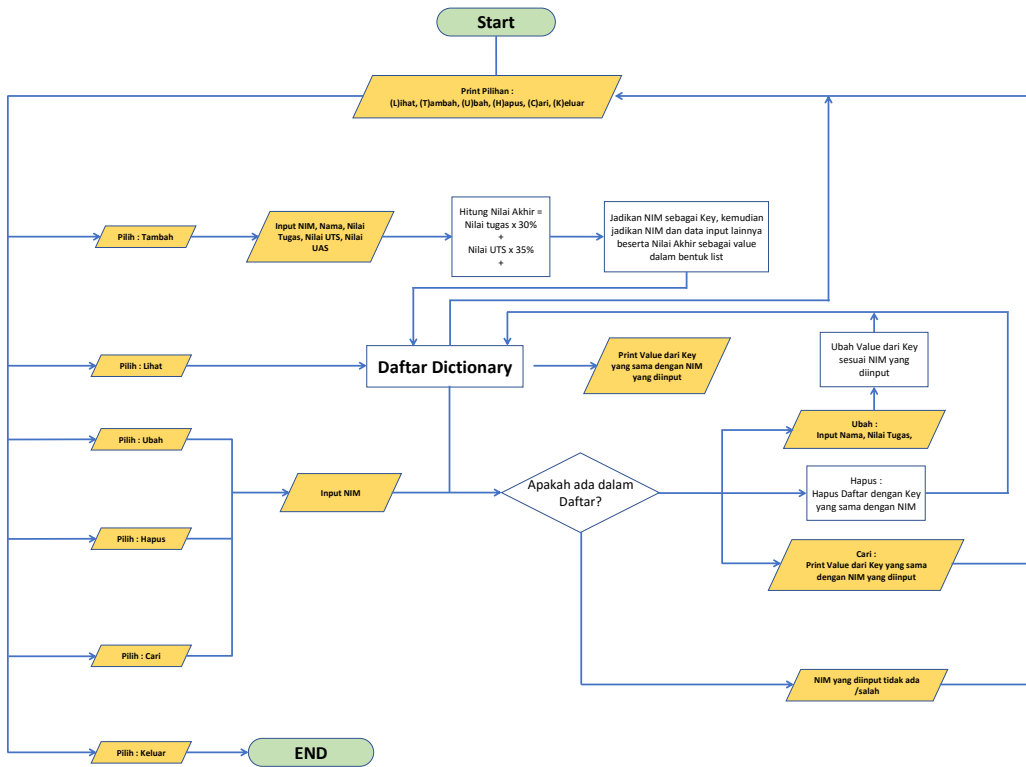 Start
Print Pilihan :
(L)ihat, (T)ambah, (U)bah, (H)apus, (C)ari, (K)eluar
Pilih : Tambah
Input NIM, Nama, Nilai
Tugas, Nilai UTS, Nilai
UAS
Hitung Nilai Akhir =
Nilai tugas x 30%
+
Nilai UTS x 35%
+
Jadikan NIM sebagai Key, kemudian
jadikan NIM dan data input lainnya
beserta Nilai Akhir sebagai value
dalam bentuk list
Pilih : Lihat
Daftar Dictionary
Print Value dari Key
yang sama dengan NIM
yang diinput
Ubah Value dari Key
sesuai NIM yang
diinput
Pilih : Ubah
Ubah :
Input Nama, Nilai Tugas,
Input NIM
Apakah ada dalam
Daftar?
Hapus :
Hapus Daftar dengan Key
yang sama dengan NIM
Pilih : Hapus
Cari :
Print Value dari Key yang sama
dengan NIM yang diinput
Pilih : Cari
NIM yang diinput tidak ada
/salah
Pilih : Keluar
END